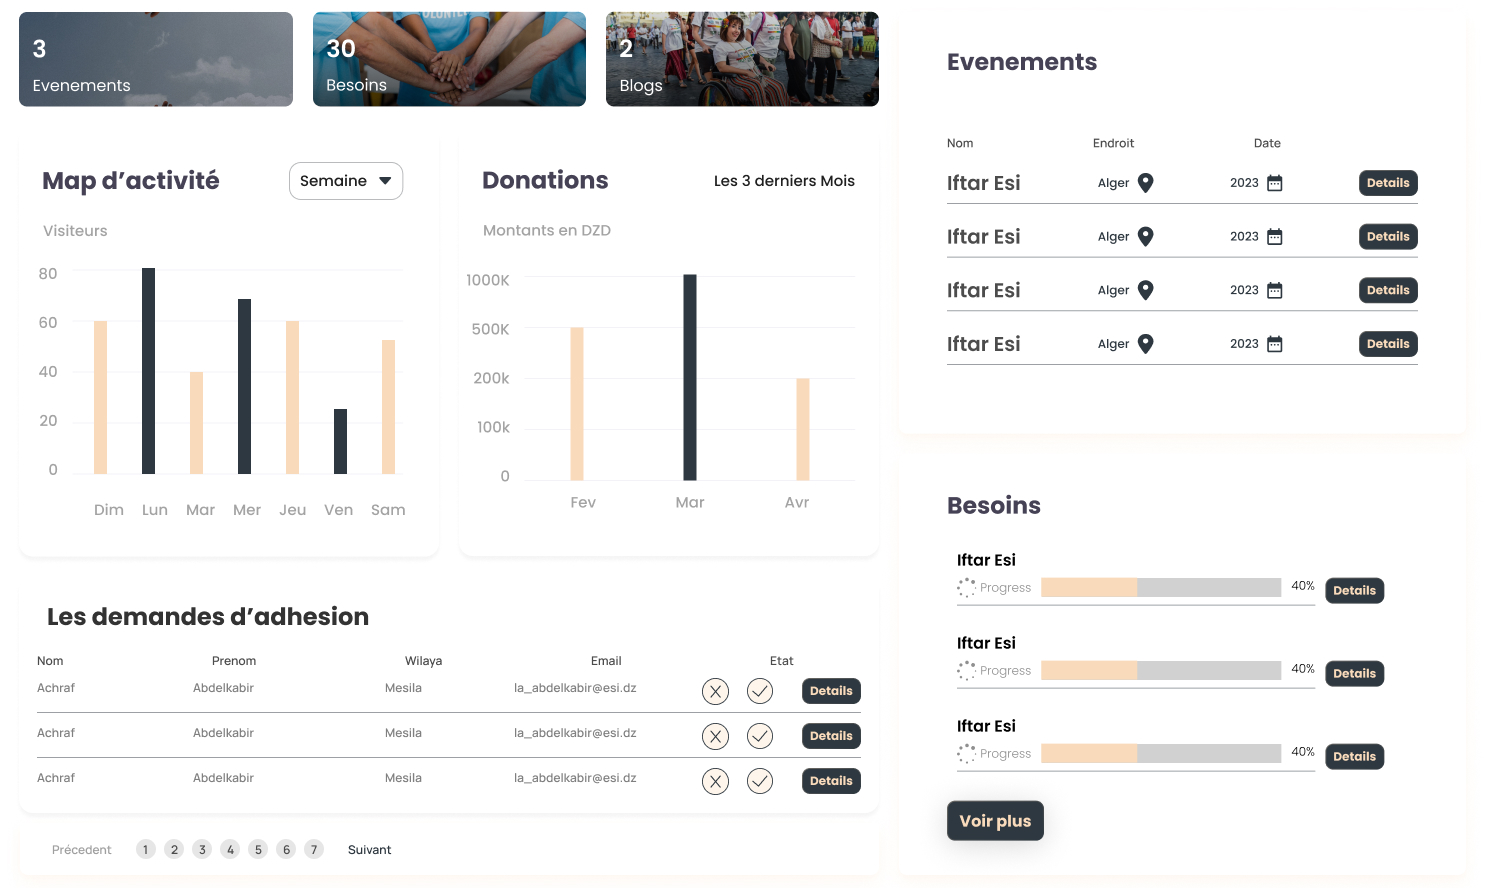 3
Evenements
30
Besoins
2
Blogs
Map d’activité
Semaine
Visiteurs
80
60
40
20
0
Dim Lun Mar Mer Jeu Ven Sam
Donations
Les 3 derniers Mois
Montants en DZD
1000K
500K
200k
100k
0
Fev Mar Avr
Les demandes d’adhesion
Nom Prenom Wilaya Email Etat
Achraf Abdelkabir Mesila la_abdelkabir@esi.dz Details
Achraf Abdelkabir Mesila la_abdelkabir@esi.dz Details
Achraf Abdelkabir Mesila la_abdelkabir@esi.dz Details
Précedent 1 2 3 4 5 6 7 Suivant
Evenements
Nom Endroit Date
Iftar Esi Alger 2023 Details
Iftar Esi Alger 2023 Details
Iftar Esi Alger 2023 Details
Iftar Esi Alger 2023 Details
Besoins
Iftar Esi
Progress 40% Details
Iftar Esi
Progress 40% Details
Iftar Esi
Progress 40% Details
Voir plus